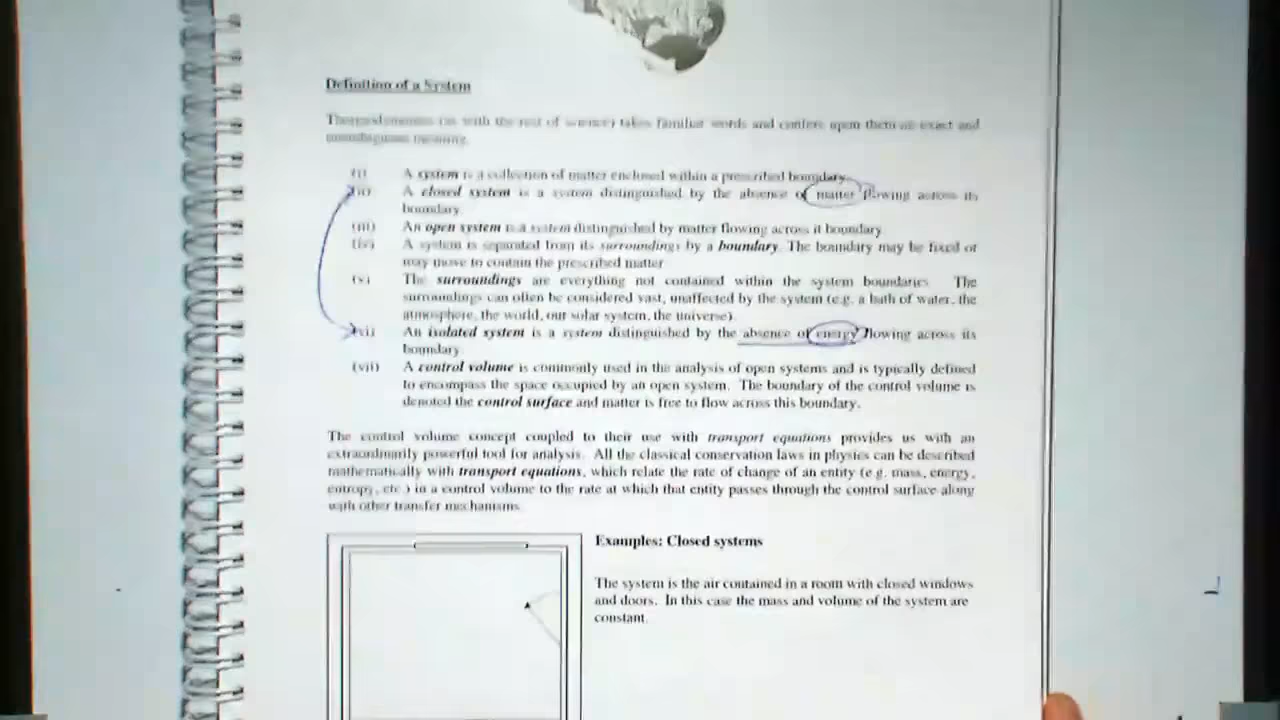 Definition of a System
Thermodynamics (as with the rest of science) takes familiar words and confers upon them an exact and
unambiguous meaning.
(i) A system is a collection of matter enclosed within a prescribed boundary.
(ii) A closed system is a system distinguished by the absence of matter flowing across its
boundary.
(iii) An open system is a system distinguished by matter flowing across it boundary.
(iv) A system is separated from its surroundings by a boundary. The boundary may be fixed or
may move to contain the prescribed matter.
(v) The surroundings are everything not contained within the system boundaries. The
surroundings can often be considered vast, unaffected by the system (e.g. a bath of water, the
atmosphere, the world, our solar system, the universe).
(vi) An isolated system is a system distinguished by the absence of energy flowing across its
boundary.
(vii) A control volume is commonly used in the analysis of open systems and is typically defined
to encompass the space occupied by an open system. The boundary of the control volume is
denoted the control surface and matter is free to flow across this boundary.
The control volume concept coupled to their use with transport equations provides us with an
extraordinarily powerful tool for analysis. All the classical conservation laws in physics can be described
mathematically with transport equations, which relate the rate of change of an entity (e.g. mass, energy,
entropy, etc.) in a control volume to the rate at which that entity passes through the control surface along
with other transfer mechanisms.
Examples: Closed systems
The system is the air contained in a room with closed windows
and doors. In this case the mass and volume of the system are
constant.